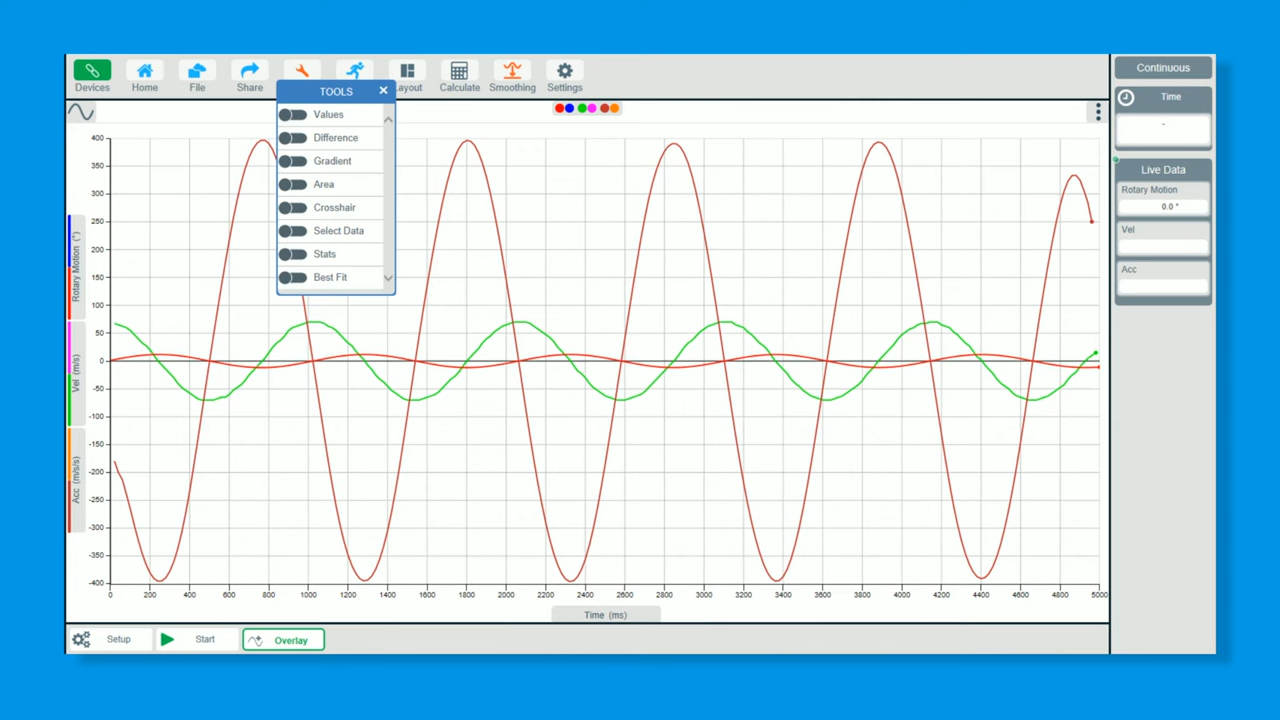 Devices Home File Share Layout Calculate Smoothing Settings
TOOLS
Values
Difference
Gradient
Area
Crosshair
Select Data
Stats
Best Fit
Continuous
Time
-
Live Data
Rotary Motion
0.0 °
Vel
Acc
Rotary Motion (°)
Vel (m/s)
Acc (m/s/s)
400
350
300
250
200
150
100
50
0
-50
-100
-150
-200
-250
-300
-350
-400
0 200 400 600 800 1000 1200 1400 1600 1800 2000 2200 2400 2600 2800 3000 3200 3400 3600 3800 4000 4200 4400 4600 4800 5000
Time (ms)
Setup Start Overlay